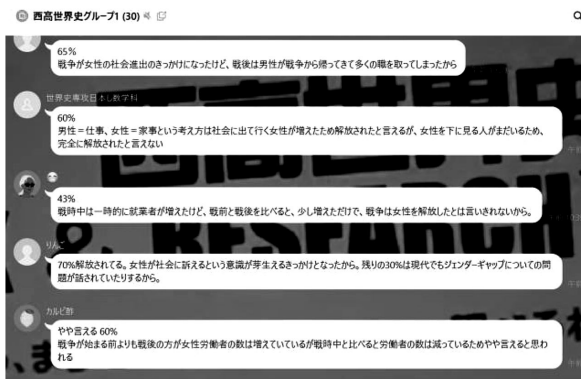 西高世界史グループ1 (30)
65%
戦争が女性の社会進出のきっかけになったけど、戦後は男性が戦争から帰ってきて多くの職を取ってしまったから
世界史専攻日本し数学科
60%
男性=仕事、女性=家事という考え方は社会に出て行く女性が増えたため解放されたと言えるが、女性を下に見る人がまだいるため、
完全に解放されたと言えない
43%
戦時中は一時的に就業者が増えたけど、戦前と戦後を比べると、少し増えただけで、戦争は女性を解放したとは言いきれないから。
りんご
70%解放されてる。女性が社会に訴えるという意識が芽生えるきっかけとなったから。残りの30%は現代でもジェンダーギャップについての問
題が話されていたりするから。
カルピ酢
やや言える 60%
戦争が始まる前よりも戦後の方が女性労働者の数は増えているが戦時中と比べると労働者の数は減っているためやや言えると思わ
れる
西高世界史
& RESEARCH